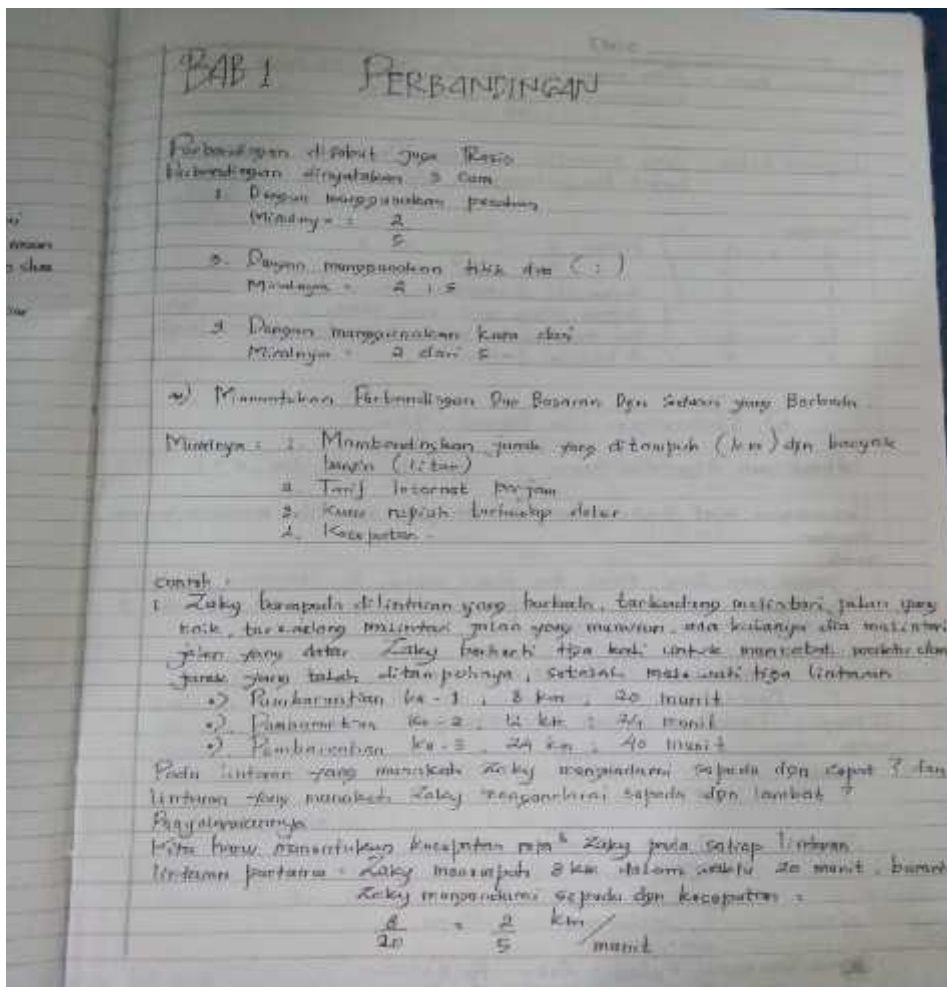 BAB 1 PERBANDINGAN
Perbandingan disebut juga Rasio
Perbandingan dinyatakan 3 cara
1. Dengan menggunakan pecahan
Misalnya = 2/5
2. Dengan menggunakan titik dua ( : )
Misalnya = 2 : 5
3. Dengan menggunakan kata dari
Misalnya = 2 dari 5
Menentukan Perbandingan Dua Besaran Dgn Satuan yang Berbeda
Misalnya = 1. Membandingkan jarak yang ditempuh (km) dgn banyak
bensin (liter)
2. Tarif Internet perjam
3. Kurs rupiah terhadap dolar
4. Kecepatan
Contoh :
1. Zaky bersepeda dilintasan yang berbeda, terkadang melintasi jalan yang
naik, terkadang melintasi jalan yang menurun, ada kalanya dia melintasi
jalan yang datar. Zaky berhenti tiga kali untuk mencatat waktu dan
jarak yang telah ditempuhnya, setelah melewati tiga lintasan
•) Pemberentian ke-1 ; 8 km ; 20 menit
•) ke-2 ; 12 km ; 24 menit
•) Pemberentian ke-3 ; 24 km ; 40 menit
Pada lintasan yang manakah Zaky mengendarai sepeda dgn cepat ? dan
lintasan yang manakah Zaky mengendarai sepeda dgn lambat ?
Penyelesaiannya
Kita harus menentukan kecepatan rata² Zaky pada setiap lintasan
lintasan pertama = Zaky menempuh 8 km dalam waktu 20 menit, berarti
Zaky mengendarai sepeda dgn kecepatan =
8/20 = 2/5 km/menit